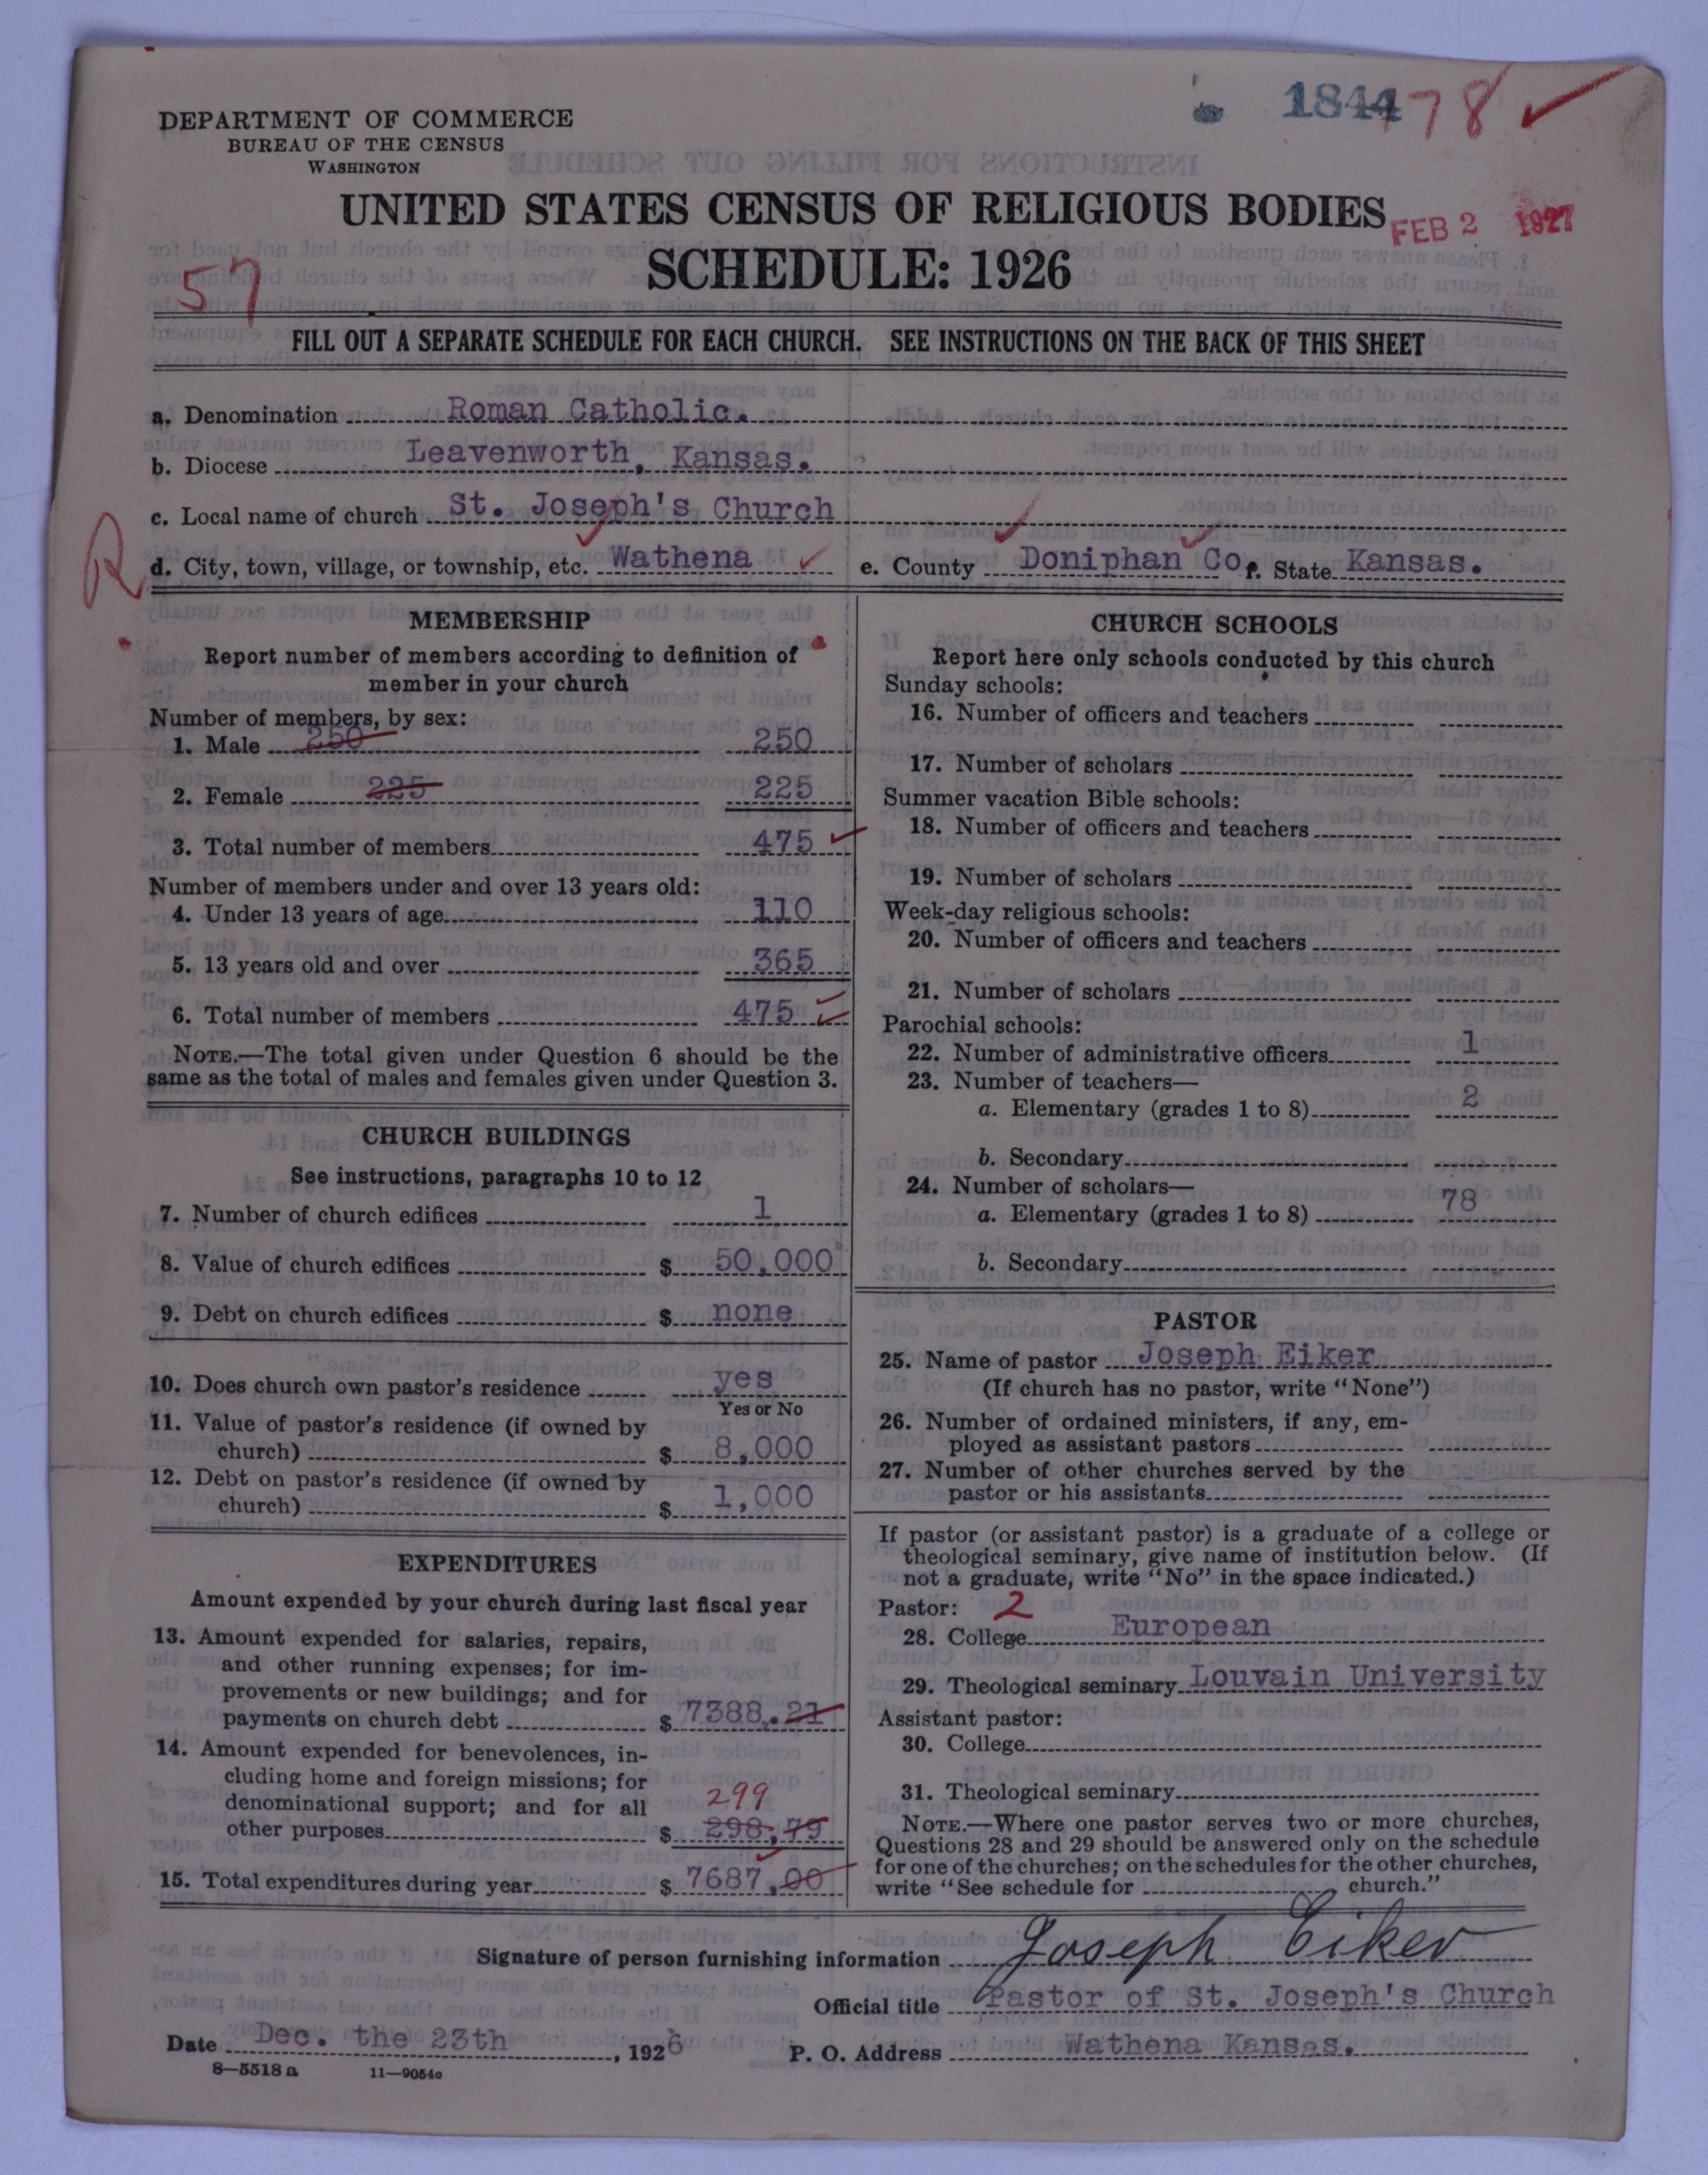 1844 178 ✓
DEPARTMENT OF COMMERCE
BUREAU OF THE CENSUS
WASHINGTON
UNITED STATES CENSUS OF RELIGIOUS BODIES
FEB 2 1927
SCHEDULE: 1926
57
FILL OUT A SEPARATE SCHEDULE FOR EACH CHURCH. SEE INSTRUCTIONS ON THE BACK OF THIS SHEET
a. Denomination Roman Catholic.
b. Diocese Leavenworth, Kansas.
c. Local name of church St. Joseph's Church
R
d. City, town, village, or township, etc. Wathena e. County Doniphan Co. f. State Kansas.
MEMBERSHIP
Report number of members according to definition of
member in your church
Number of members, by sex:
1. Male 250 250
2. Female 225 225
3. Total number of members 475
Number of members under and over 13 years old:
4. Under 13 years of age 110
5. 13 years old and over 365
6. Total number of members 475
NOTE.—The total given under Question 6 should be the
same as the total of males and females given under Question 3.
CHURCH BUILDINGS
See instructions, paragraphs 10 to 12
7. Number of church edifices 1
8. Value of church edifices $ 50,000
9. Debt on church edifices $ none
10. Does church own pastor's residence yes
Yes or No
11. Value of pastor's residence (if owned by
church) $ 8,000
12. Debt on pastor's residence (if owned by
church) $ 1,000
EXPENDITURES
Amount expended by your church during last fiscal year
13. Amount expended for salaries, repairs,
and other running expenses; for im-
provements or new buildings; and for
payments on church debt $ 7388.21
14. Amount expended for benevolences, in-
cluding home and foreign missions; for
denominational support; and for all 299
other purposes $ 298,79
15. Total expenditures during year $ 7687,00
CHURCH SCHOOLS
Report here only schools conducted by this church
Sunday schools:
16. Number of officers and teachers
17. Number of scholars
Summer vacation Bible schools:
18. Number of officers and teachers
19. Number of scholars
Week-day religious schools:
20. Number of officers and teachers
21. Number of scholars
Parochial schools:
22. Number of administrative officers 1
23. Number of teachers—
a. Elementary (grades 1 to 8) 2
b. Secondary
24. Number of scholars—
a. Elementary (grades 1 to 8) 78
b. Secondary
PASTOR
25. Name of pastor Joseph Eiker
(If church has no pastor, write "None")
26. Number of ordained ministers, if any, em-
ployed as assistant pastors
27. Number of other churches served by the
pastor or his assistants
If pastor (or assistant pastor) is a graduate of a college or
theological seminary, give name of institution below. (If
not a graduate, write "No" in the space indicated.)
Pastor: 2
28. College European
29. Theological seminary Louvain University
Assistant pastor:
30. College
31. Theological seminary
NOTE.—Where one pastor serves two or more churches,
Questions 28 and 29 should be answered only on the schedule
for one of the churches; on the schedules for the other churches,
write "See schedule for church."
Signature of person furnishing information Joseph Eiker
Official title Pastor of St. Joseph's Church
Date Dec. the 23th, 1926 P. O. Address Wathena Kansas.
8—5518 a 11—9054a